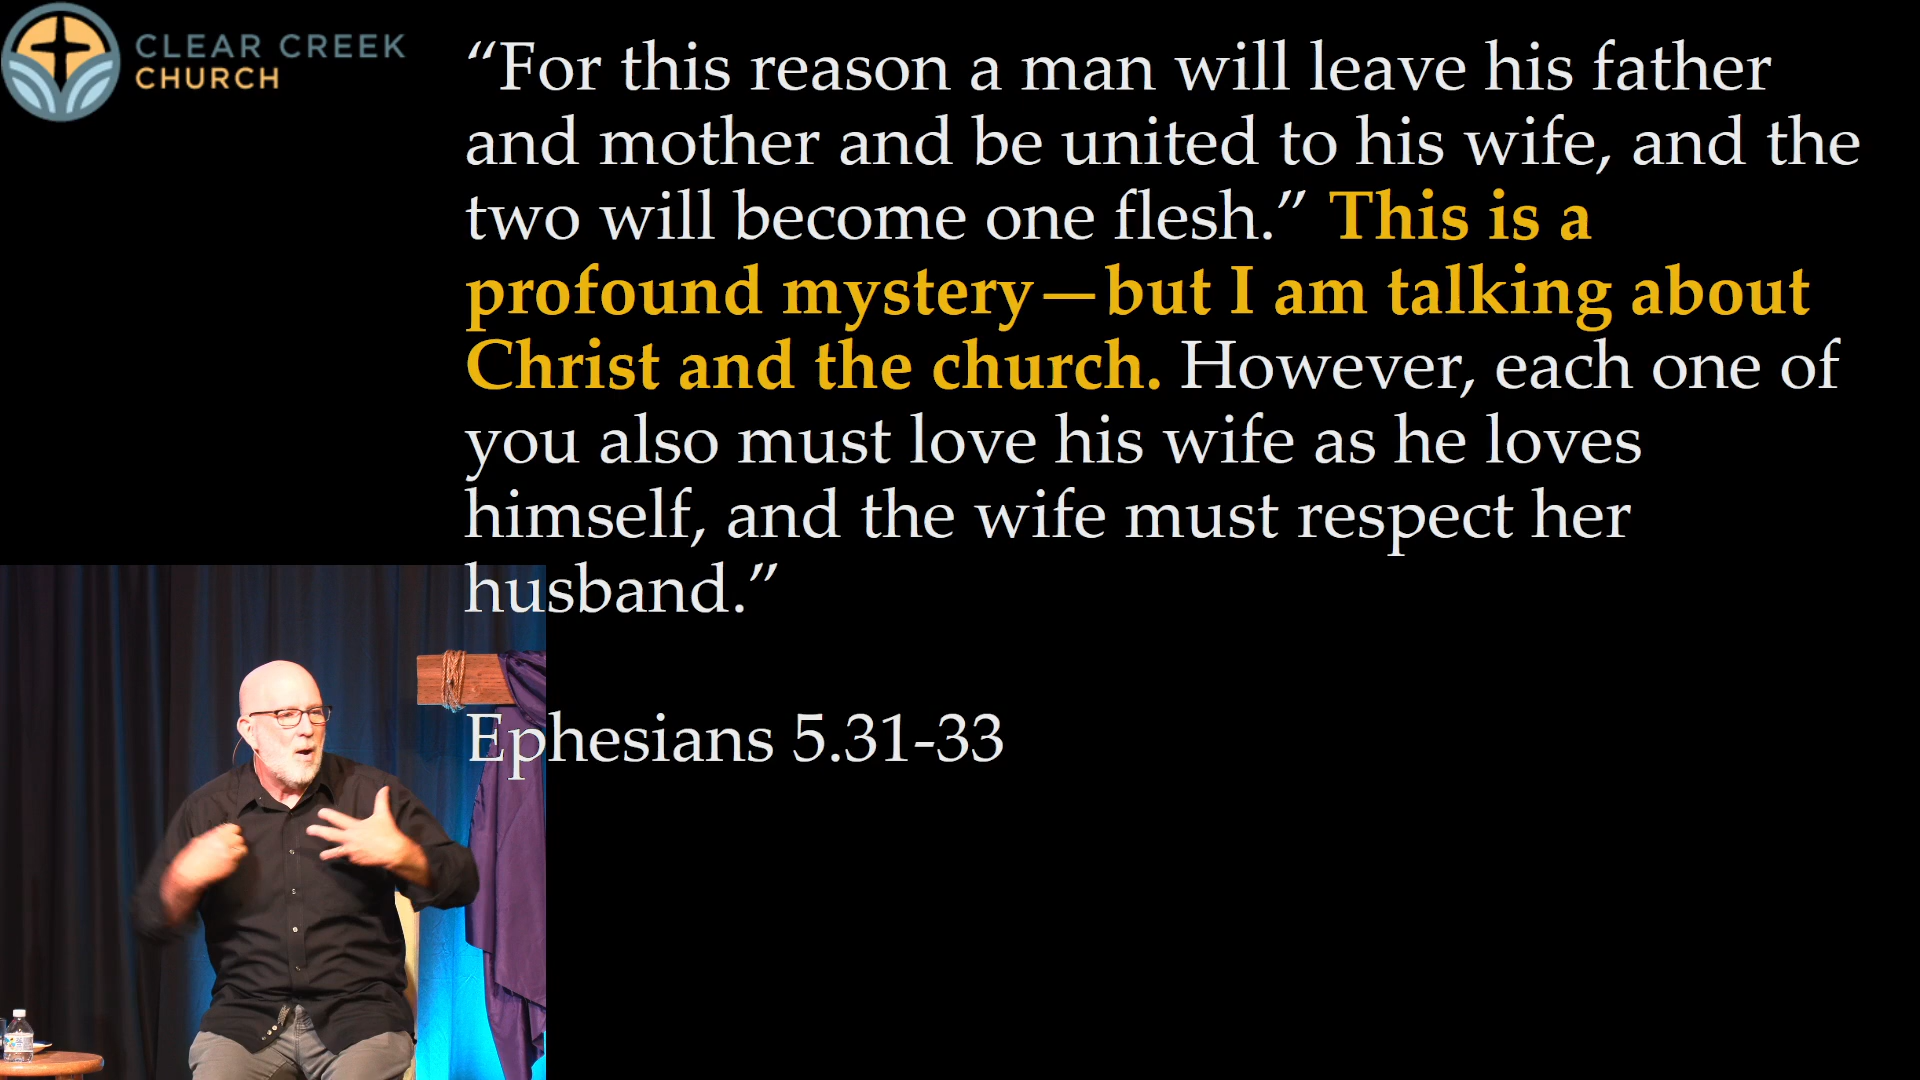 CLEAR CREEK
CHURCH
“For this reason a man will leave his father
and mother and be united to his wife, and the
two will become one flesh.” This is a
profound mystery—but I am talking about
Christ and the church. However, each one of
you also must love his wife as he loves
himself, and the wife must respect her
husband.”
Ephesians 5.31-33